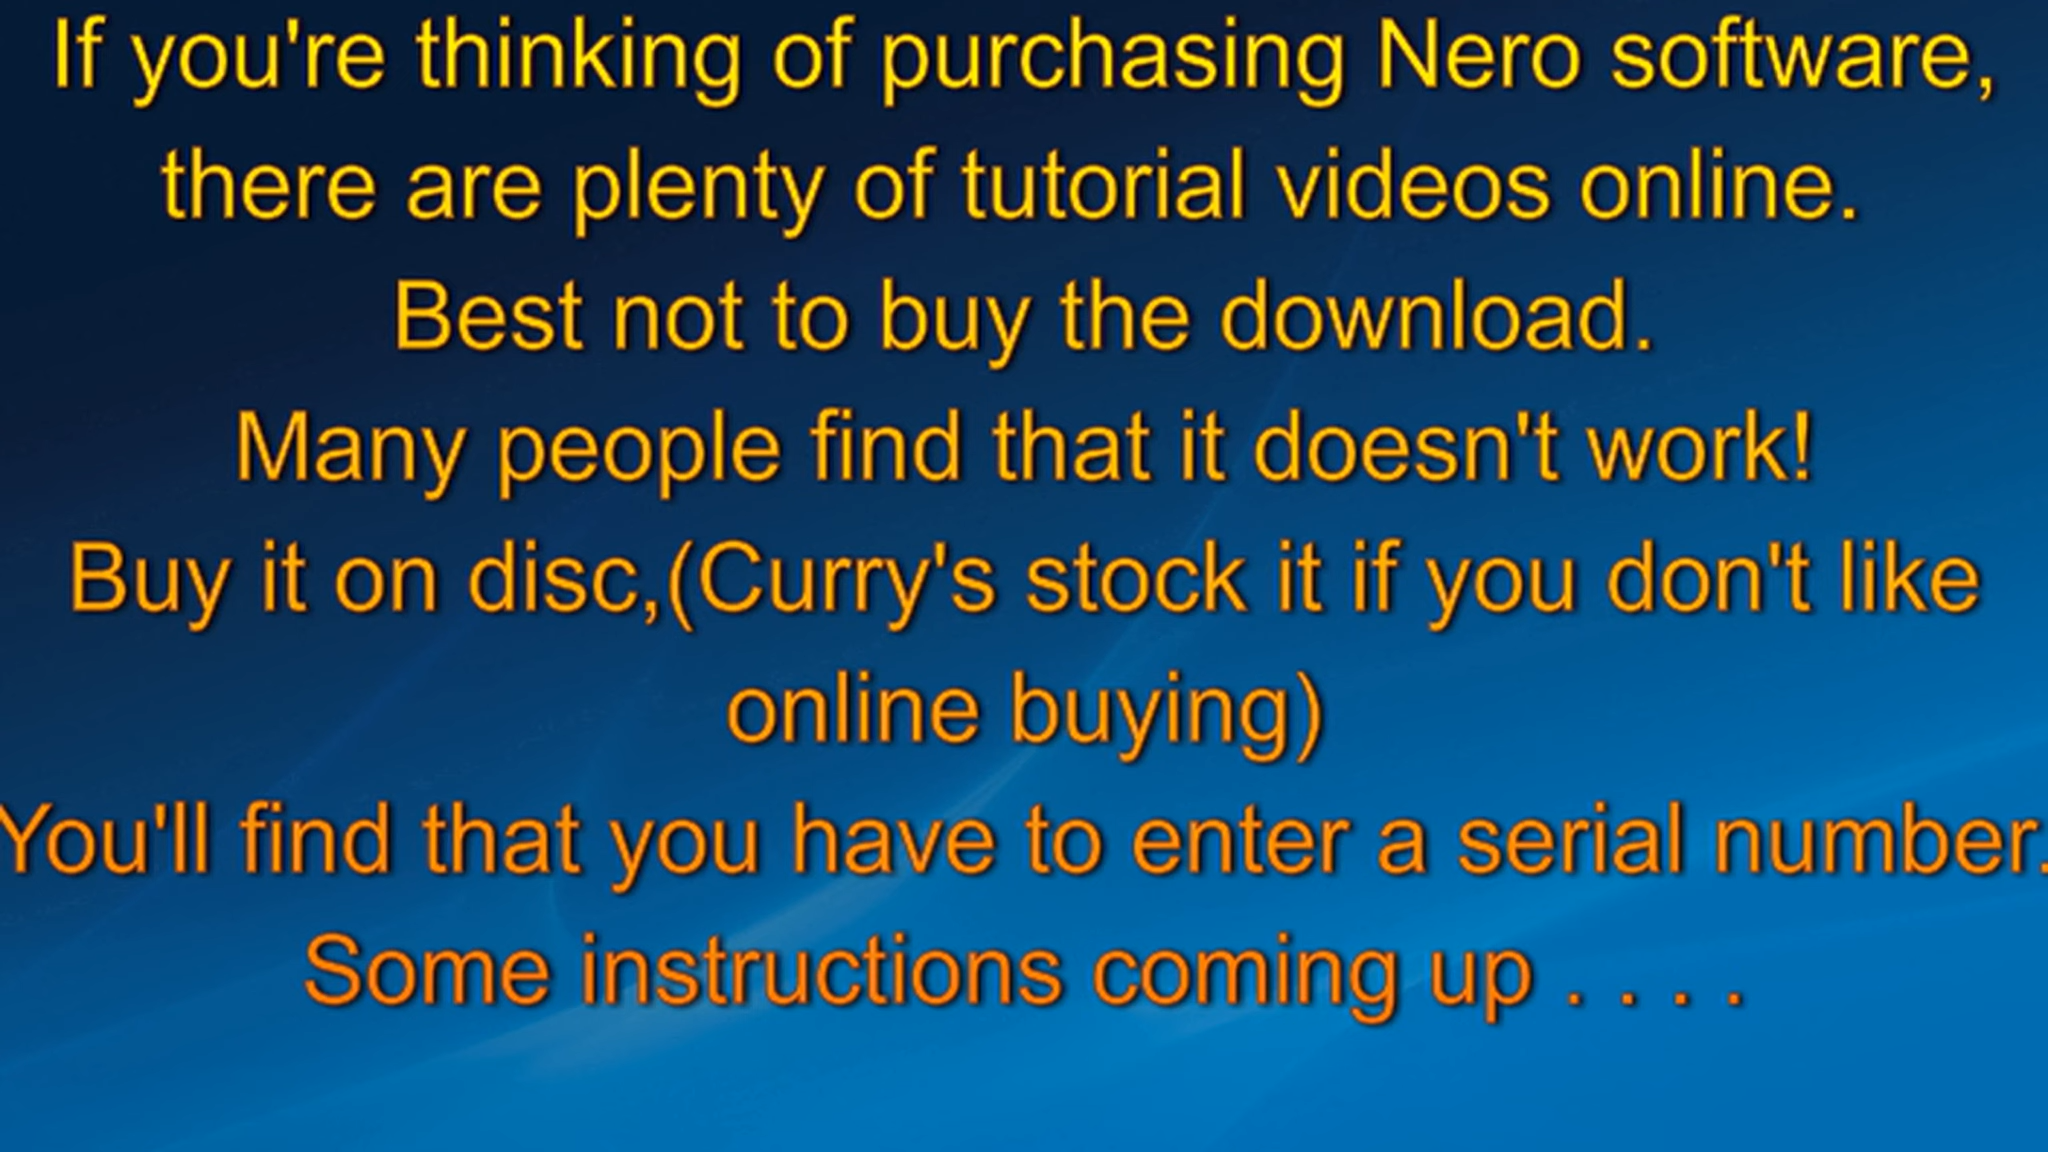 If you're thinking of purchasing Nero software,
there are plenty of tutorial videos online.
Best not to buy the download.
Many people find that it doesn't work!
Buy it on disc,(Curry's stock it if you don't like
online buying)
You'll find that you have to enter a serial number.
Some instructions coming up . . . .